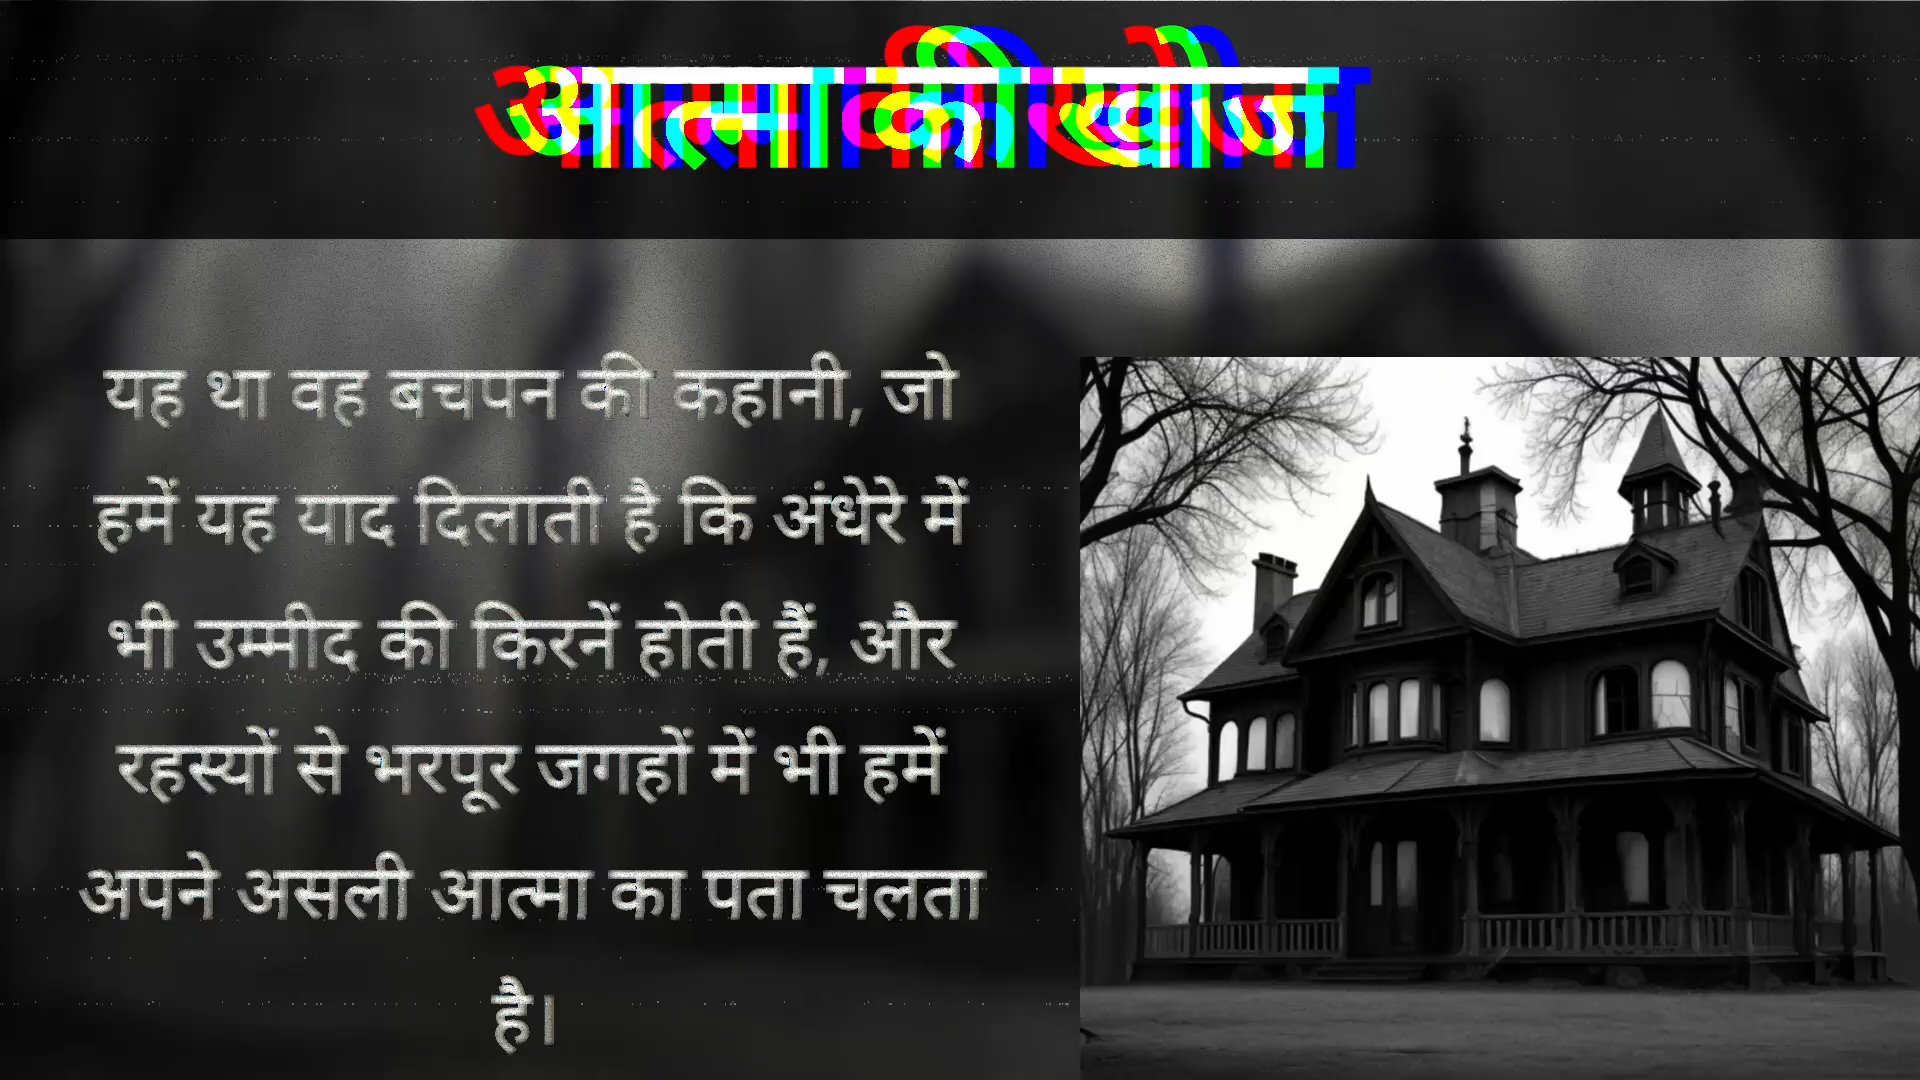 आत्मा की खोज
यह था वह बचपन की कहानी, जो
हमें यह याद दिलाती है कि अंधेरे में
भी उम्मीद की किरनें होती हैं, और
रहस्यों से भरपूर जगहों में भी हमें
अपने असली आत्मा का पता चलता
है।